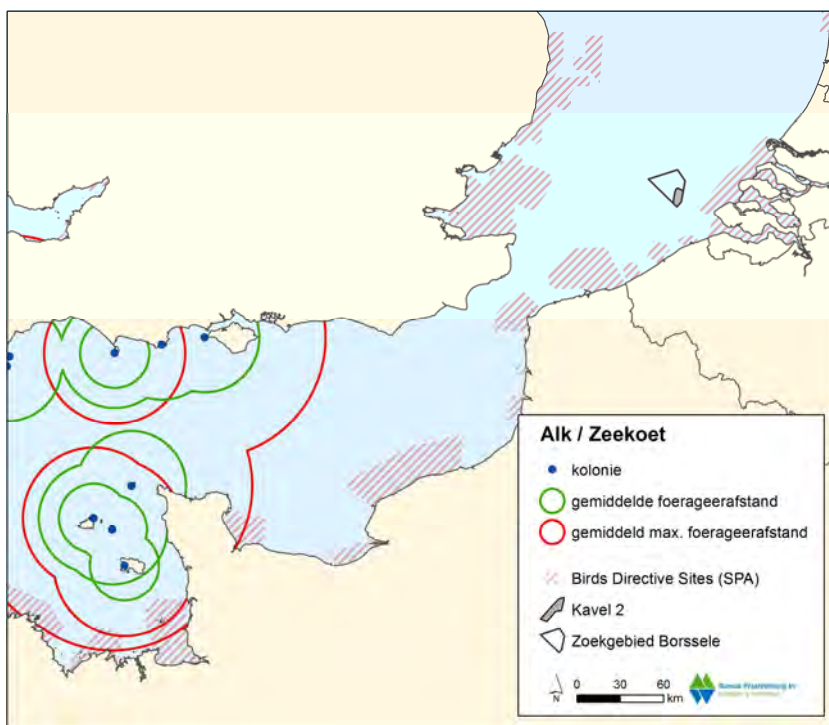 Alk / Zeekoet
kolonie
gemiddelde foerageerafstand
gemiddeld max. foerageerafstand
Birds Directive Sites (SPA)
Kavel 2
Zoekgebied Borssele
N
0 30 60
km